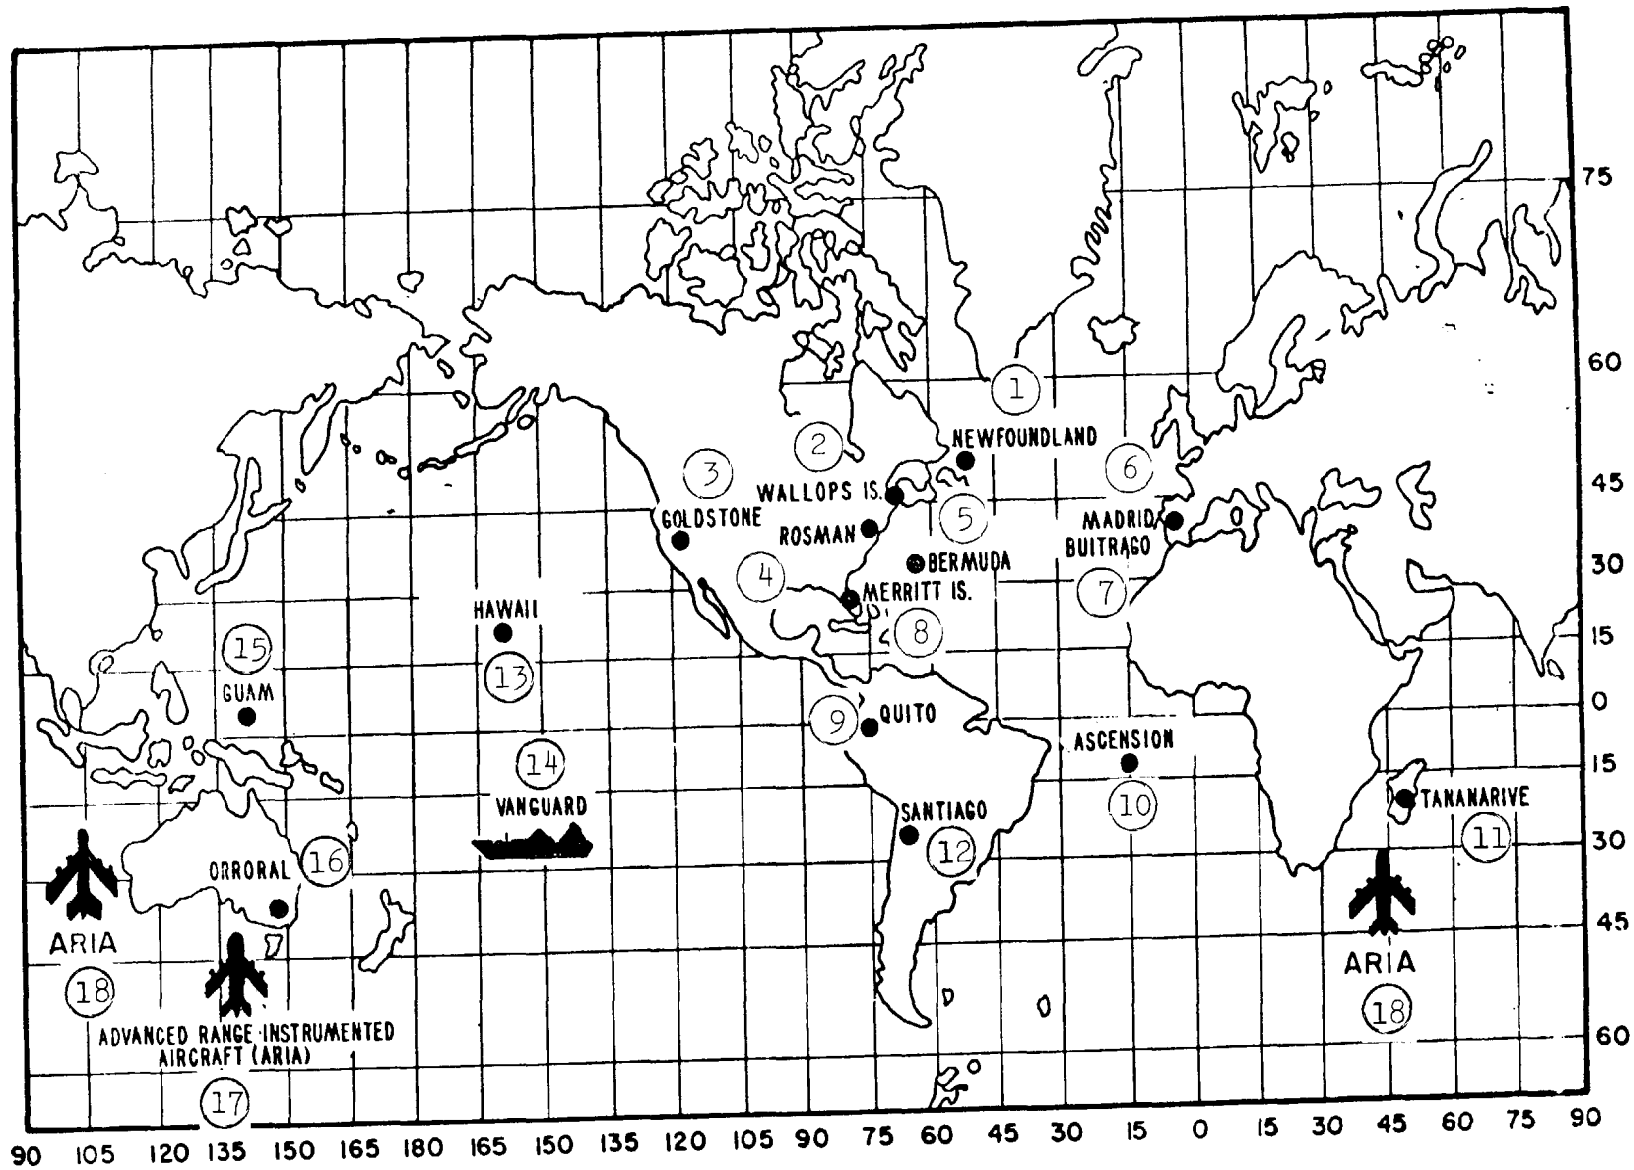 75
60
1
NEWFOUNDLAND
2
6
3
45
WALLOPS IS.
GOLDSTONE
5
MADRID
ROSMAN
BUITRAGO
30
BERMUDA
4
MERRITT IS.
7
HAWAII
8
15
15
13
GUAM
0
9
QUITO
ASCENSION
14
15
VANGUARD
SANTIAGO
10
TANANARIVE
11
30
12
ORRORAL
16
45
ARIA
ARIA
18
18
ADVANCED RANGE INSTRUMENTED
AIRCRAFT (ARIA)
60
17
90 105 120 135 150 165 180 165 150 135 120 105 90 75 60 45 30 15 0 15 30 45 60 75 90